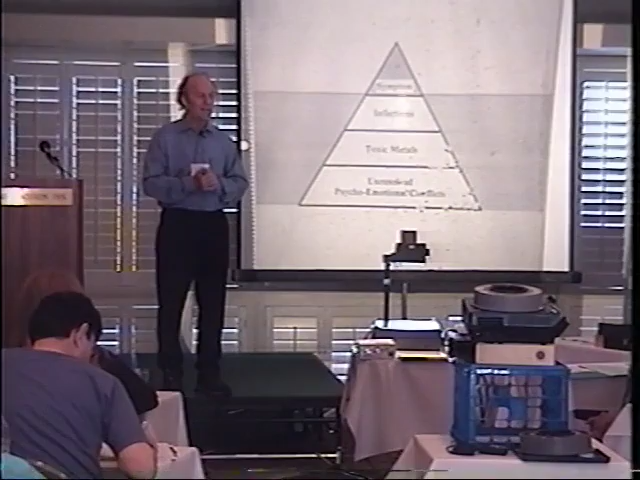 Symptoms
Infections
Toxic Metals
Unresolved
Psycho-Emotional Conflicts